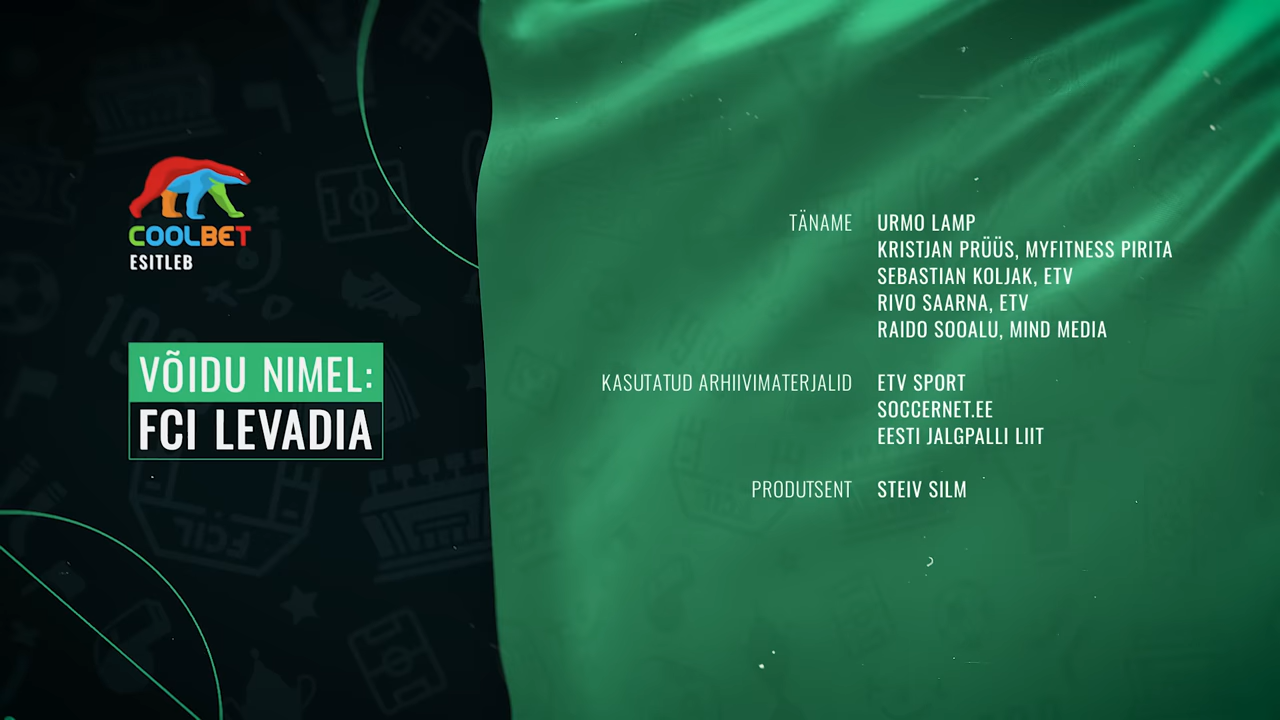 COOLBET
ESITLEB
VÕIDU NIMEL:
FCI LEVADIA
TÄNAME URMO LAMP
KRISTJAN PRÜÜS, MYFITNESS PIRITA
SEBASTIAN KOLJAK, ETV
RIVO SAARNA, ETV
RAIDO SOOALU, MIND MEDIA
KASUTATUD ARHIIVIMATERJALID ETV SPORT
SOCCERNET.EE
EESTI JALGPALLI LIIT
PRODUTSENT STEIV SILM